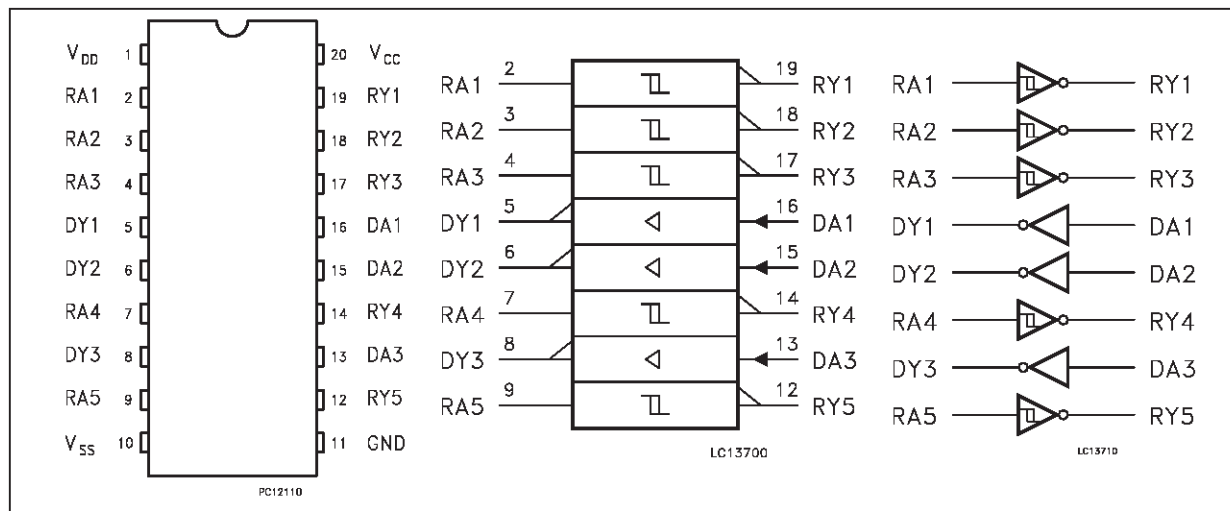 V_DD 1 20 V_CC
RA1 2 19 RY1
RA2 3 18 RY2
RA3 4 17 RY3
DY1 5 16 DA1
DY2 6 15 DA2
RA4 7 14 RY4
DY3 8 13 DA3
RA5 9 12 RY5
V_SS 10 11 GND
PC12110
RA1 2 19 RY1
RA2 3 18 RY2
RA3 4 17 RY3
DY1 5 16 DA1
DY2 6 15 DA2
RA4 7 14 RY4
DY3 8 13 DA3
RA5 9 12 RY5
LC13700
RA1 RY1
RA2 RY2
RA3 RY3
DY1 DA1
DY2 DA2
RA4 RY4
DY3 DA3
RA5 RY5
LC13710